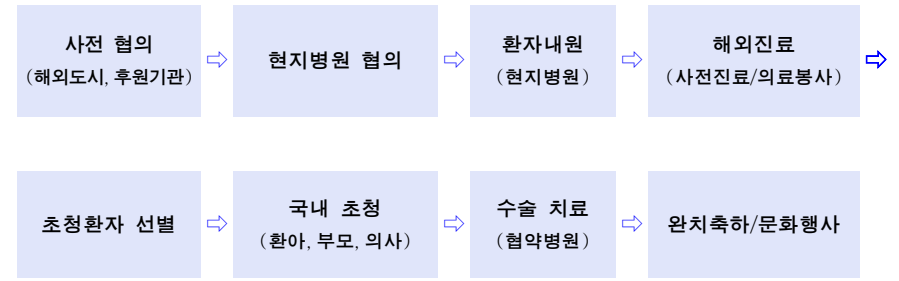 사전 협의
(해외도시, 후원기관)
⇨
현지병원 협의
⇨
환자내원
(현지병원)
⇨
해외진료
(사전진료/의료봉사)
⇨
초청환자 선별
⇨
국내 초청
(환아, 부모, 의사)
⇨
수술 치료
(협약병원)
⇨
완치축하/문화행사